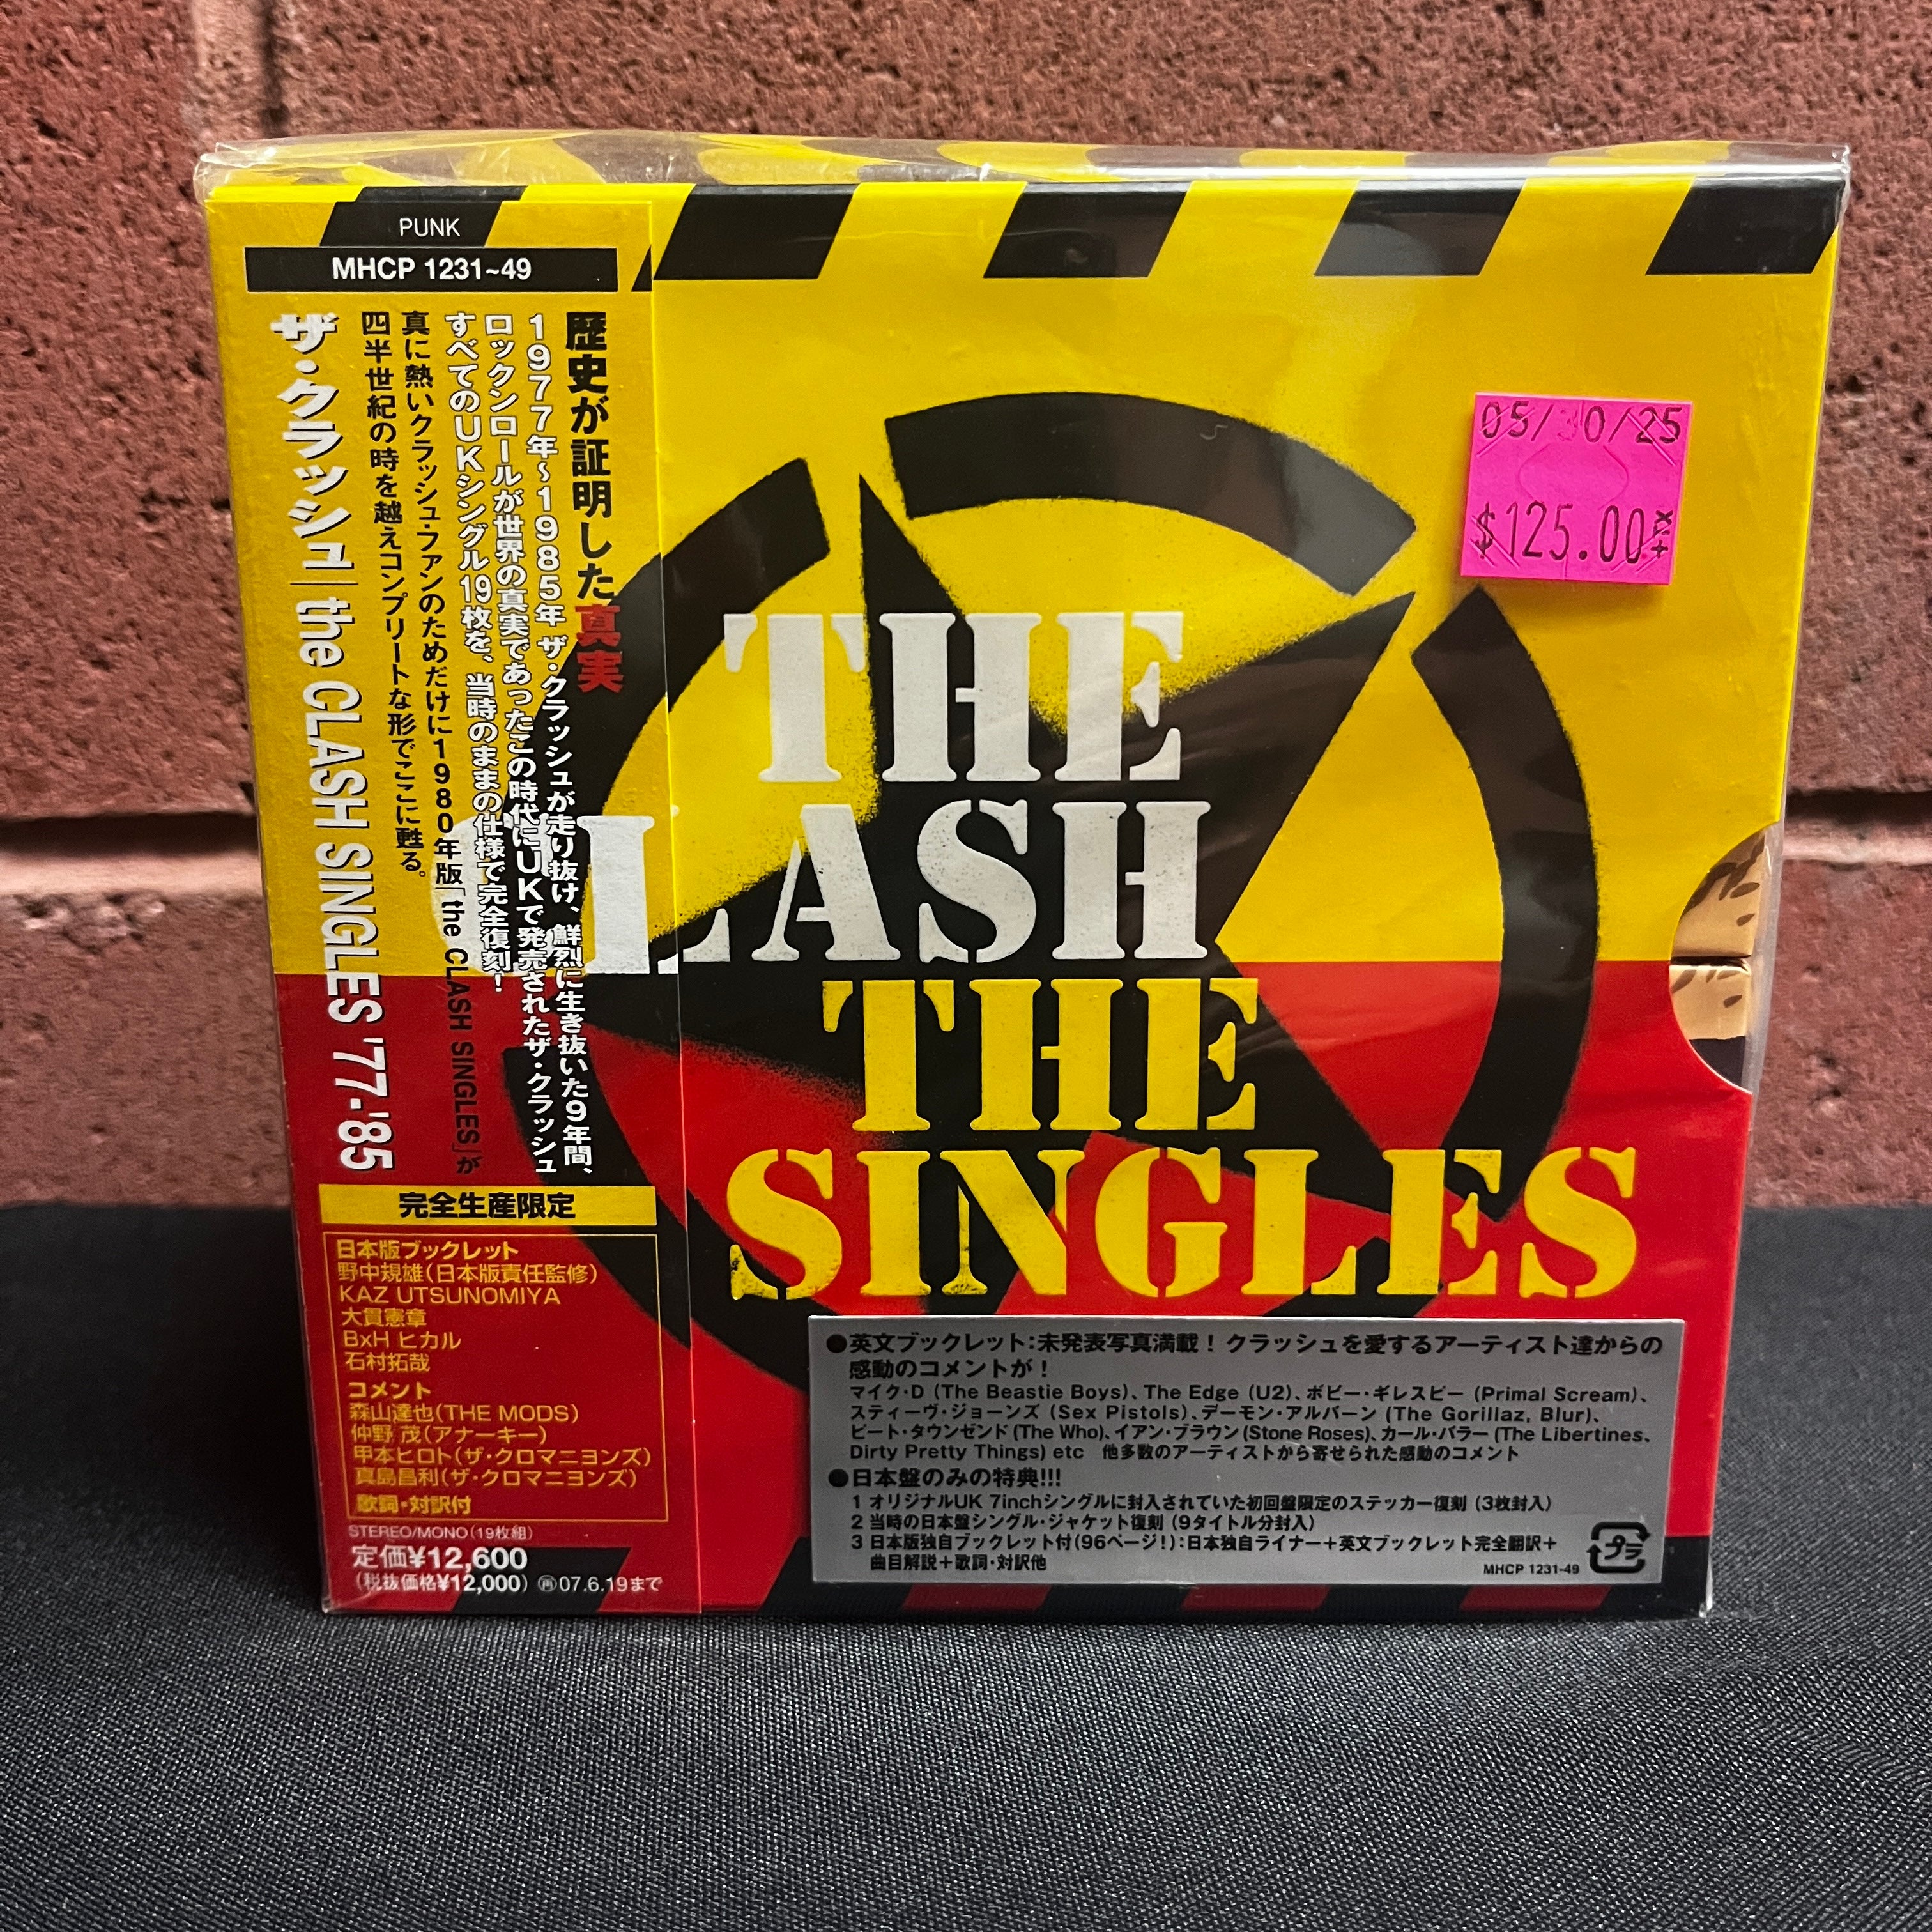 PUNK
MHCP 1231~49
歴史が証明した真実
1977年~1985年 ザ・クラッシュが走り抜け、鮮烈に生き抜いた9年間、
ロックンロールが世界の真実であったこの時代にUKで発売されたザ・クラッシュ
すべてのUKシングル19枚を、当時のままの仕様で完全復刻!
真に熱いクラッシュ・ファンのためだけに1980年版「the CLASH SINGLES」が
四半世紀の時を越えコンプリートな形でここに甦る。
ザ・クラッシュ|the CLASH SINGLES '77-'85
完全生産限定
日本版ブックレット
野中規雄(日本版責任監修)
KAZ UTSUNOMIYA
大貫憲章
BxH ヒカル
石村拓哉
コメント
森山達也(THE MODS)
仲野 茂(アナーキー)
甲本ヒロト(ザ・クロマニヨンズ)
真島昌利(ザ・クロマニヨンズ)
歌詞・対訳付
STEREO/MONO(19枚組)
定価¥12,600
(税抜価格¥12,000) 再07.6.19まで
05/30/25
$125.00+tx
THE
CLASH
THE
SINGLES
●英文ブックレット:未発表写真満載! クラッシュを愛するアーティスト達からの
感動のコメントが!
マイク・D (The Beastie Boys)、The Edge (U2)、ボビー・ギレスピー (Primal Scream)、
スティーヴ・ジョーンズ (Sex Pistols)、デーモン・アルバーン (The Gorillaz, Blur)、
ピート・タウンゼンド (The Who)、イアン・ブラウン (Stone Roses)、カール・バラー (The Libertines、
Dirty Pretty Things) etc 他多数のアーティストから寄せられた感動のコメント
●日本盤のみの特典!!!
1 オリジナルUK 7inchシングルに封入されていた初回盤限定のステッカー復刻 (3枚封入)
2 当時の日本盤シングル・ジャケット復刻 (9タイトル分封入)
3 日本版独自ブックレット付(96ページ!):日本独自ライナー+英文ブックレット完全翻訳+
曲目解説+歌詞・対訳他
プラ
MHCP 1231-49